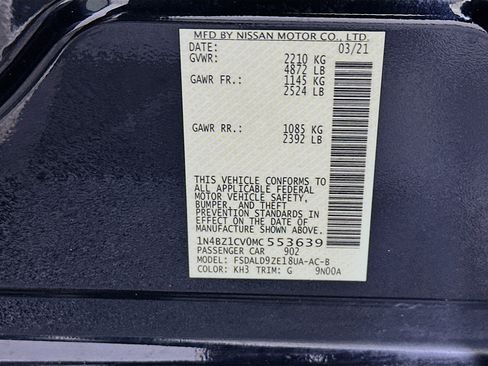 MFD BY NISSAN MOTOR CO., LTD.
DATE: 03/21
GVWR: 2210 KG
4872 LB
GAWR FR.: 1145 KG
2524 LB
GAWR RR.: 1085 KG
2392 LB
THIS VEHICLE CONFORMS TO
ALL APPLICABLE FEDERAL
MOTOR VEHICLE SAFETY,
BUMPER, AND THEFT
PREVENTION STANDARDS IN
EFFECT ON THE DATE OF
MANUFACTURE SHOWN ABOVE.
1N4BZ1CV0MC 553639
PASSENGER CAR 902
MODEL: FSDALD9ZE18UA-AC-B
COLOR: KH3 TRIM: G 9N00A